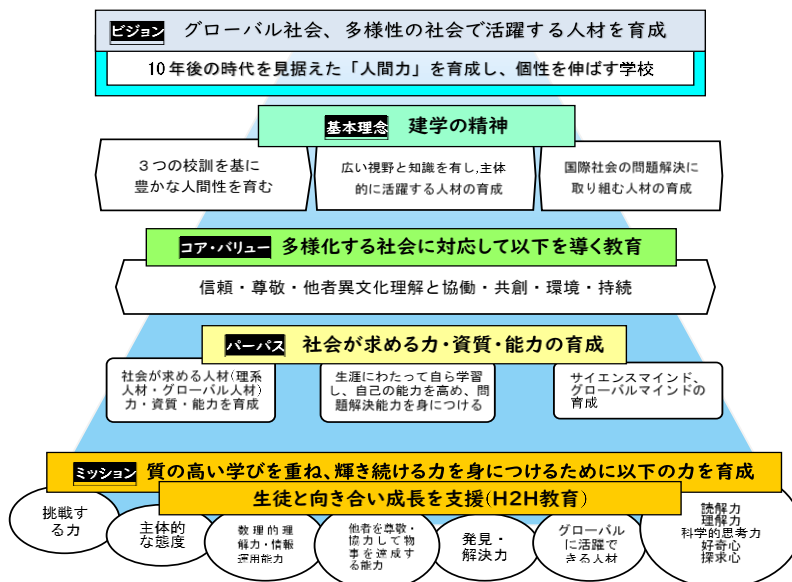 ビジョン グローバル社会、多様性の社会で活躍する人材を育成
10年後の時代を見据えた「人間力」を育成し、個性を伸ばす学校
基本理念 建学の精神
３つの校訓を基に
豊かな人間性を育む
広い視野と知識を有し,主体
的に活躍する人材の育成
国際社会の問題解決に
取り組む人材の育成
コア・バリュー 多様化する社会に対応して以下を導く教育
信頼・尊敬・他者異文化理解と協働・共創・環境・持続
パーパス 社会が求める力・資質・能力の育成
社会が求める人材(理系
人材・グローバル人材)
力・資質・能力を育成
生涯にわたって自ら学習
し、自己の能力を高め、問
題解決能力を身につける
サイエンスマインド、
グローバルマインドの
育成
ミッション 質の高い学びを重ね、輝き続ける力を身につけるために以下の力を育成
生徒と向き合い成長を支援(H2H教育)
挑戦す
る力
主体的
な態度
数理的理
解力・情報
運用能力
他者を尊敬・
協力して物
事を達成す
る能力
発見・
解決力
グローバル
に活躍で
きる人材
読解力
理解力
科学的思考力
好奇心
探求心